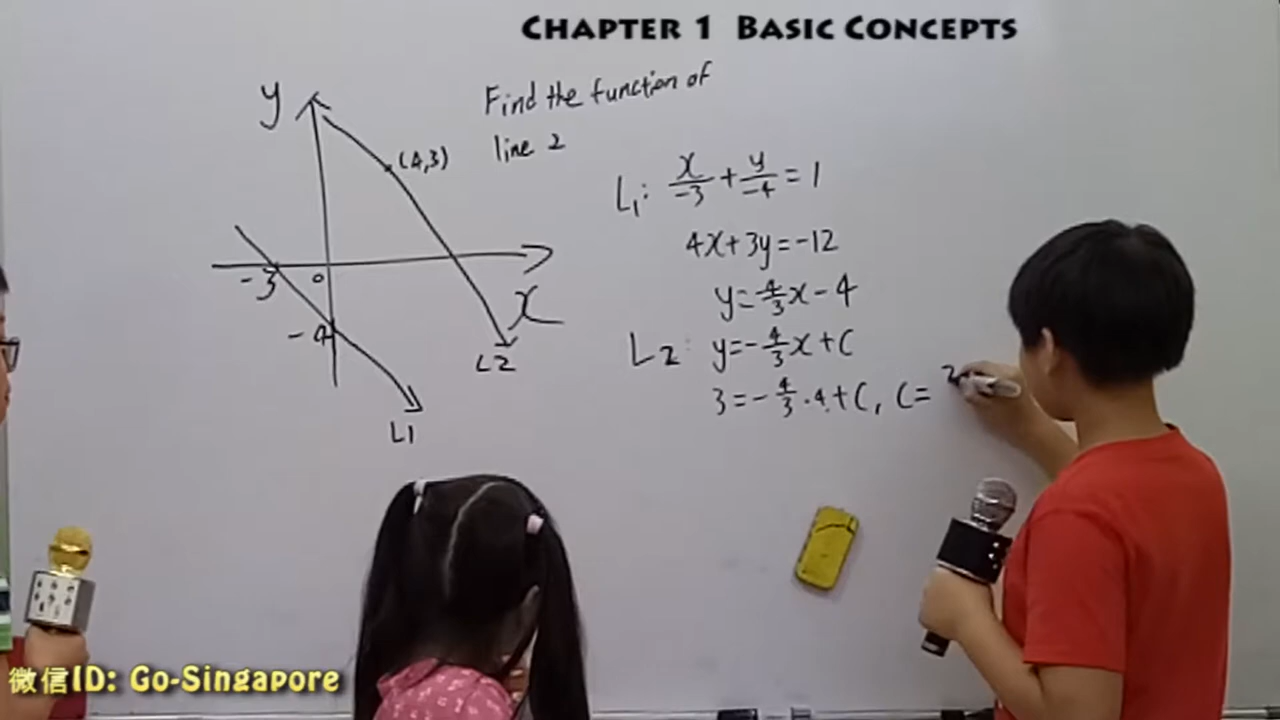 CHAPTER 1 BASIC CONCEPTS
Find the function of
line 2
y
(4,3)
-3
0
x
-4
L2
L1
L1: x/-3 + y/-4 = 1
4x+3y=-12
y=-4/3x-4
L2: y=-4/3x+C
3=-4/3·4+C, C=
微信ID: Go-Singapore